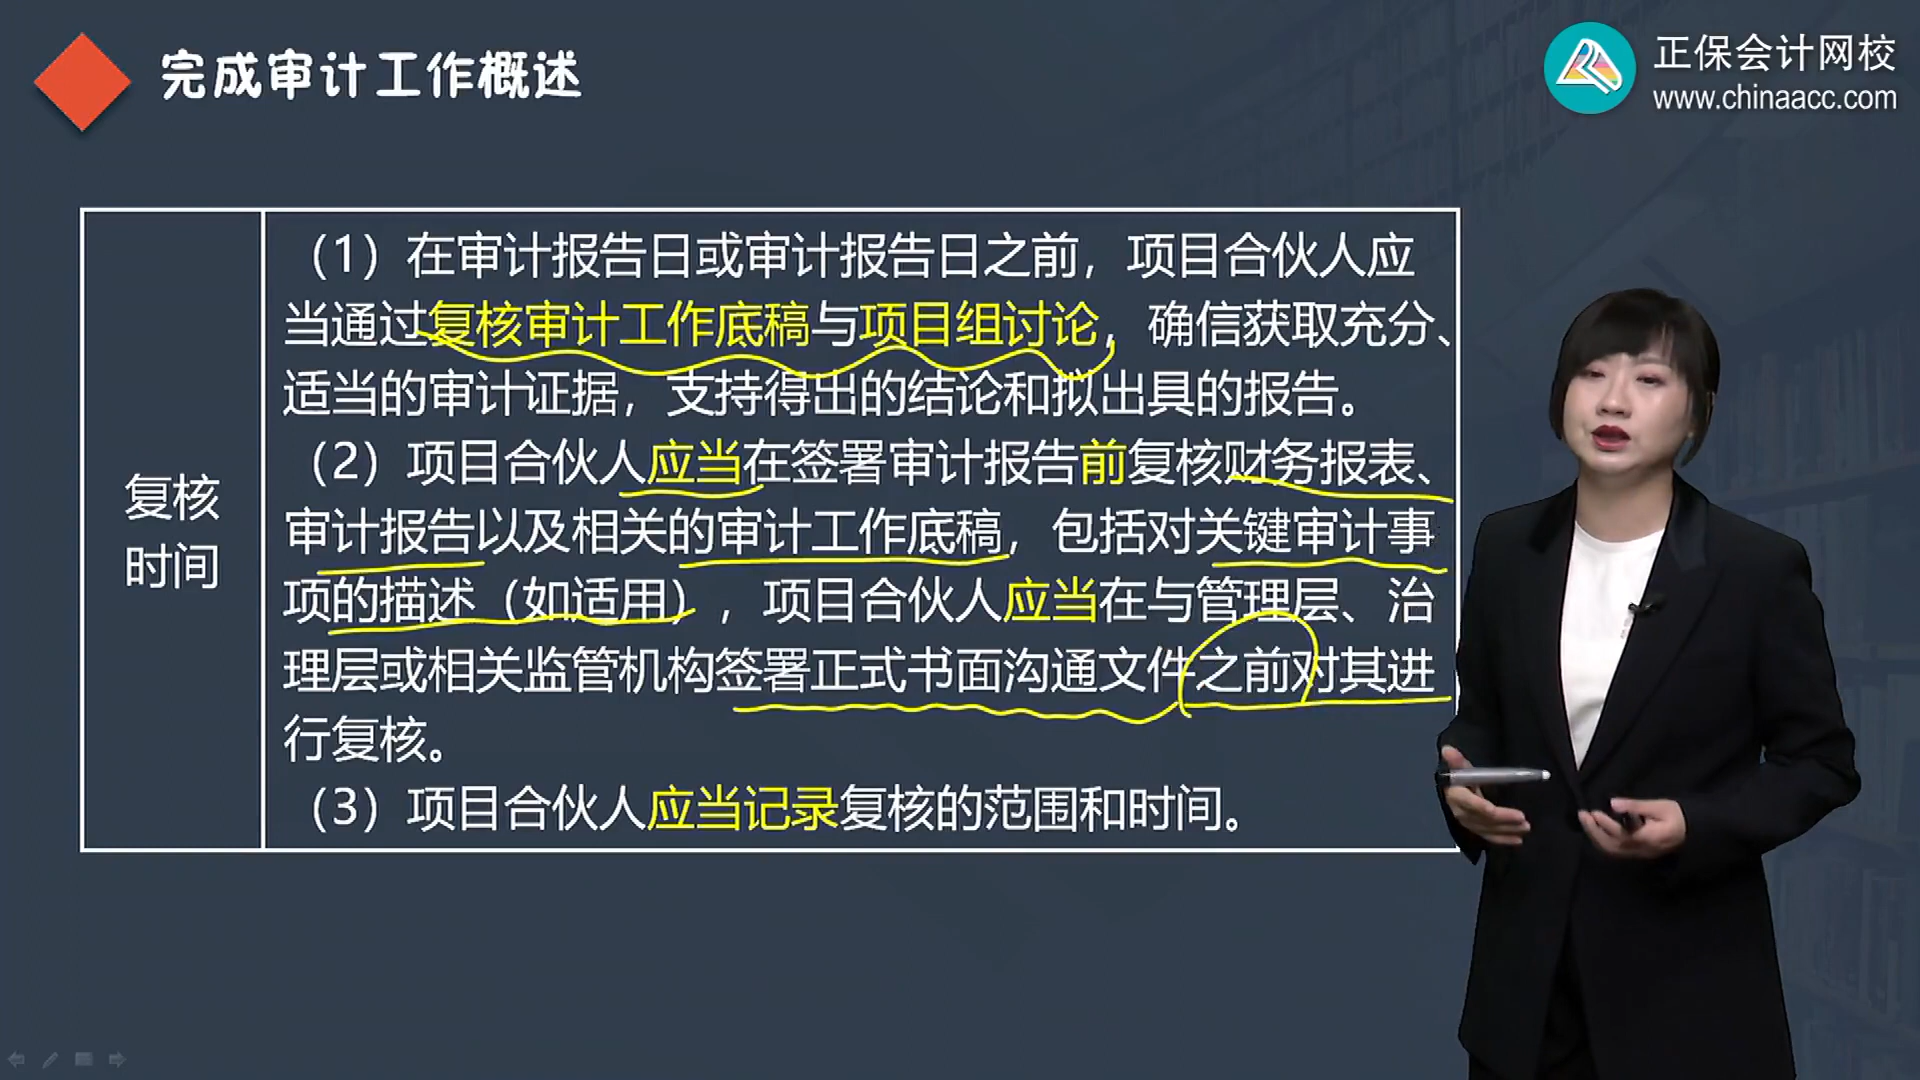 完成审计工作概述
正保会计网校
www.chinaacc.com
复核
时间
（1）在审计报告日或审计报告日之前，项目合伙人应
当通过复核审计工作底稿与项目组讨论，确信获取充分、
适当的审计证据，支持得出的结论和拟出具的报告。
（2）项目合伙人应当在签署审计报告前复核财务报表、
审计报告以及相关的审计工作底稿，包括对关键审计事
项的描述（如适用），项目合伙人应当在与管理层、治
理层或相关监管机构签署正式书面沟通文件之前对其进
行复核。
（3）项目合伙人应当记录复核的范围和时间。